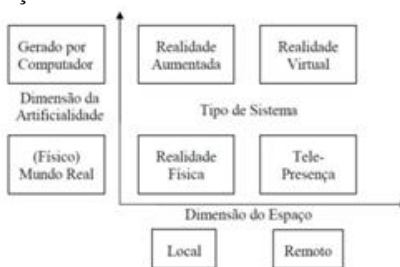 Gerado por
Computador
Realidade
Aumentada
Realidade
Virtual
Dimensão da
Artificialidade
Tipo de Sistema
(Físico)
Mundo Real
Realidade
Física
Tele-
Presença
Dimensão do Espaço
Local
Remoto